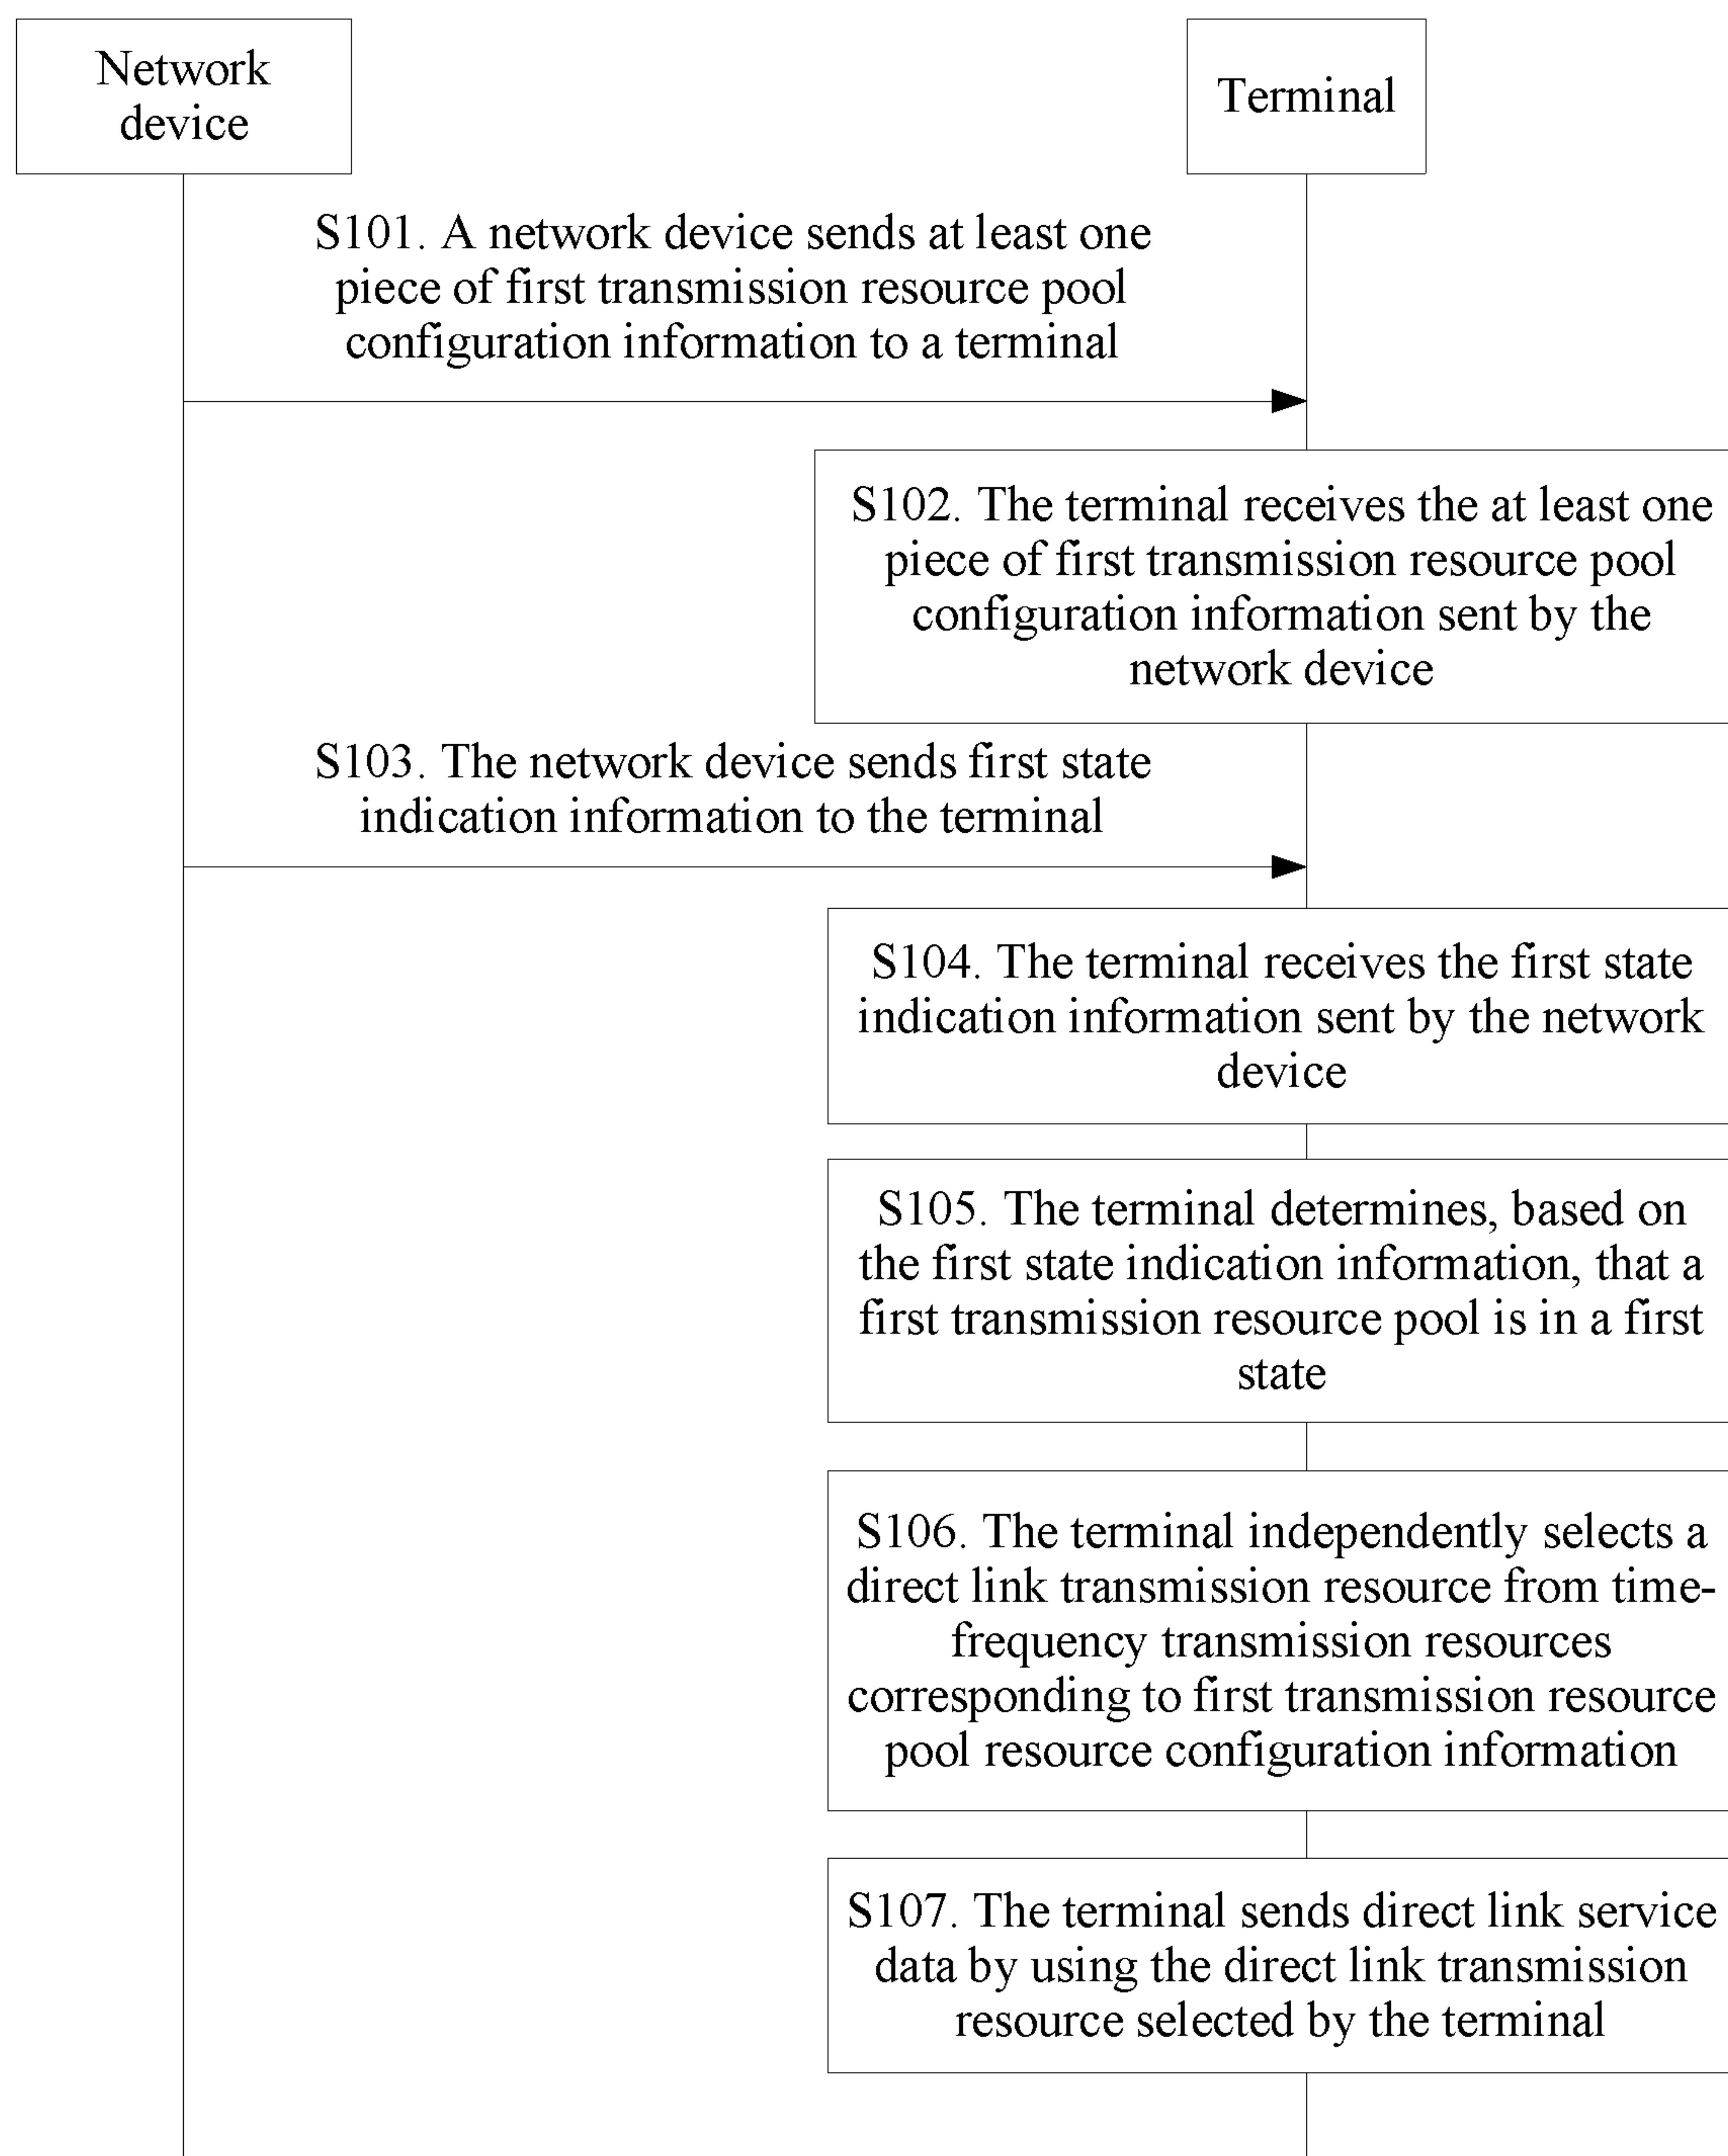 Network
device
Terminal
S101. A network device sends at least one
piece of first transmission resource pool
configuration information to a terminal
S102. The terminal receives the at least one
piece of first transmission resource pool
configuration information sent by the
network device
S103. The network device sends first state
indication information to the terminal
S104. The terminal receives the first state
indication information sent by the network
device
S105. The terminal determines, based on
the first state indication information, that a
first transmission resource pool is in a first
state
S106. The terminal independently selects a
direct link transmission resource from time-
frequency transmission resources
corresponding to first transmission resource
pool resource configuration information
S107. The terminal sends direct link service
data by using the direct link transmission
resource selected by the terminal